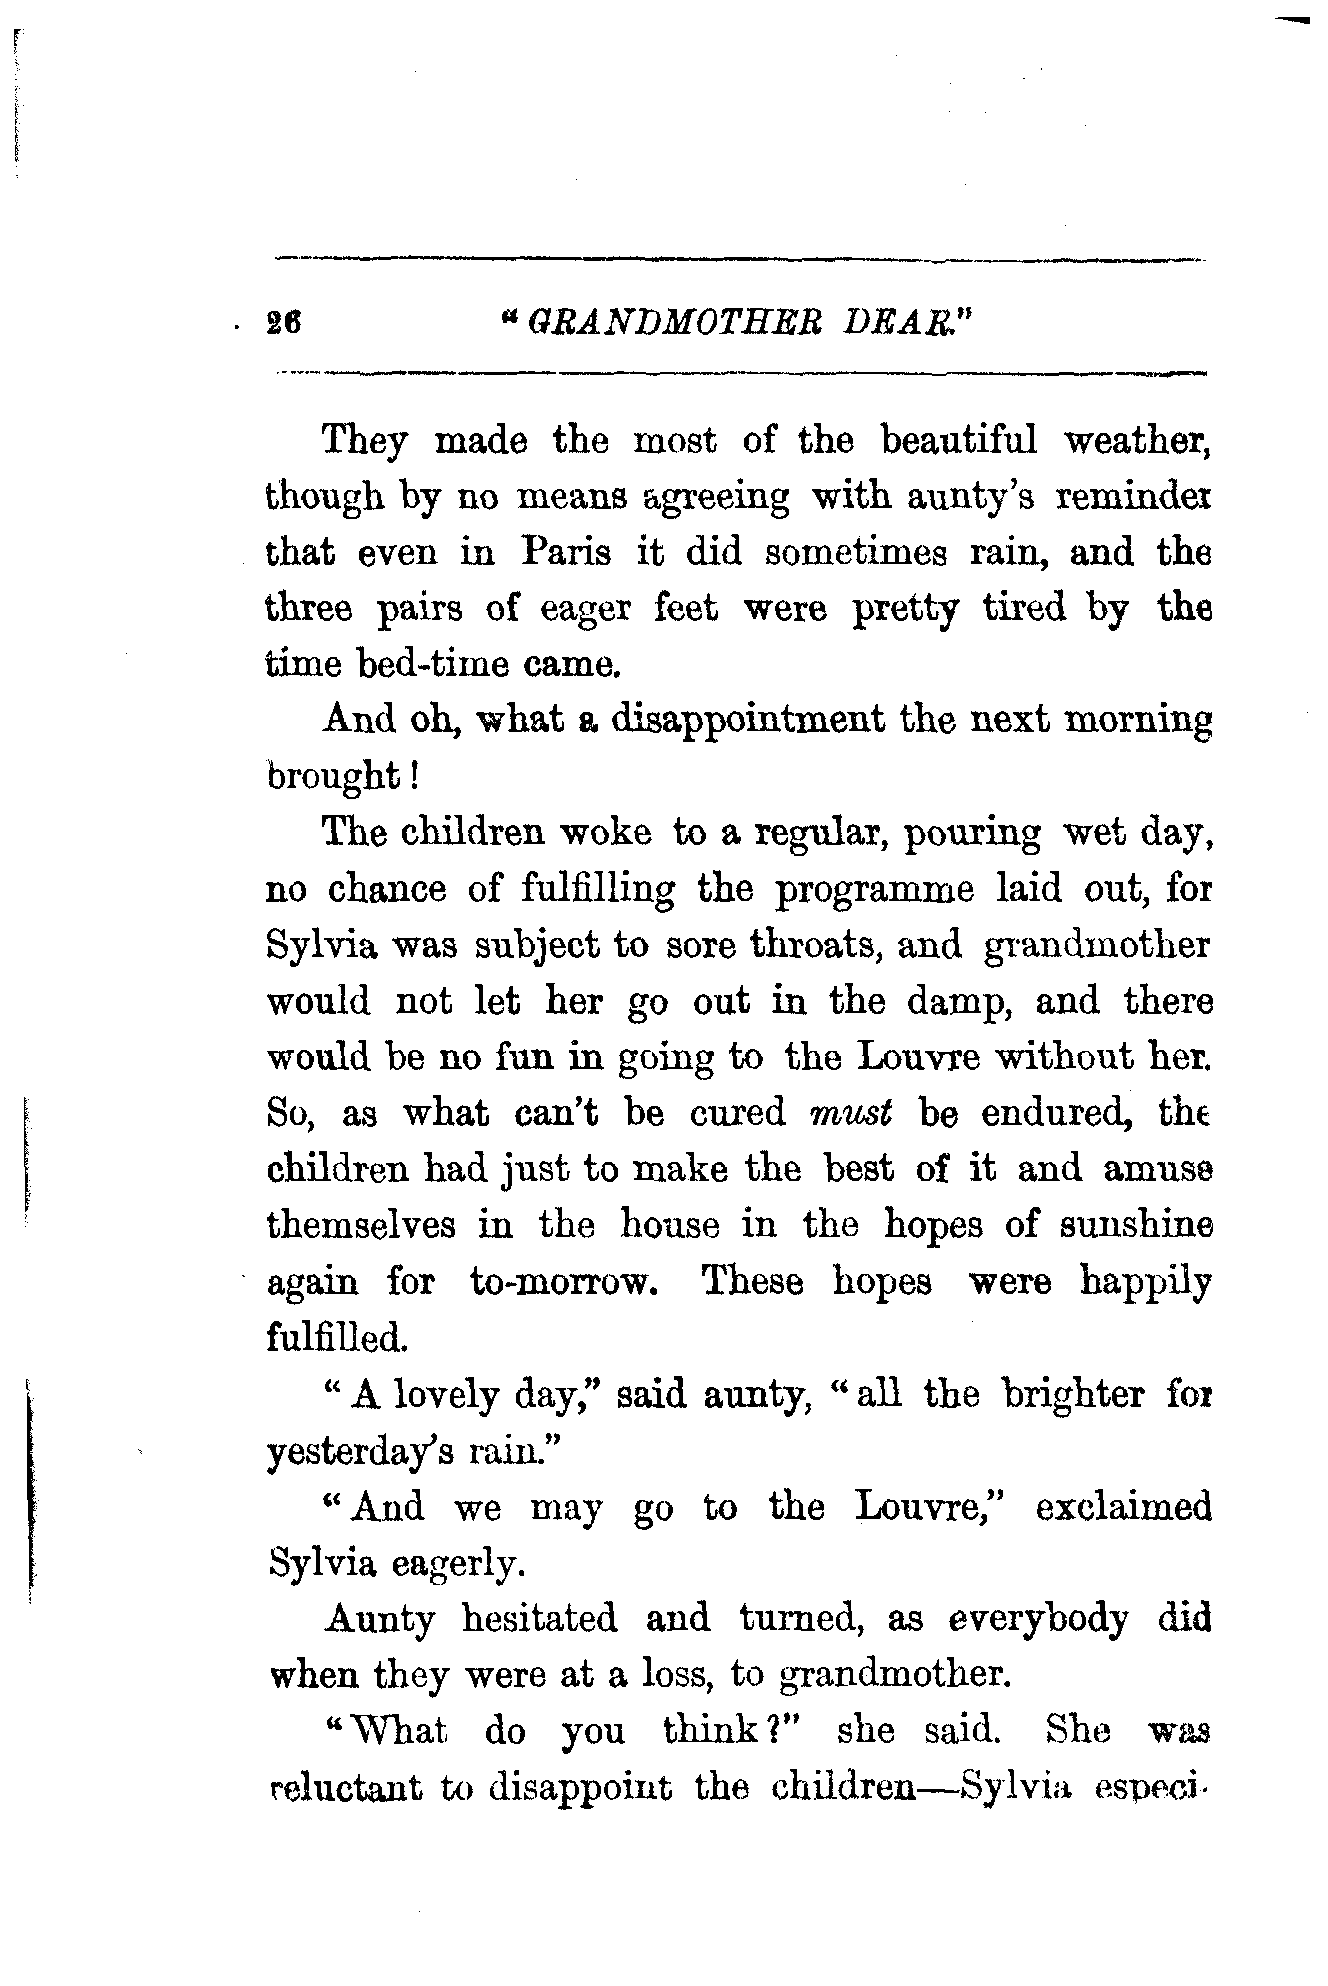 26 "GRANDMOTHER DEAR."
They made the most of the beautiful weather,
though by no means agreeing with aunty's reminder
that even in Paris it did sometimes rain, and the
three pairs of eager feet were pretty tired by the
time bed-time came.
And oh, what a disappointment the next morning
brought!
The children woke to a regular, pouring wet day,
no chance of fulfilling the programme laid out, for
Sylvia was subject to sore throats, and grandmother
would not let her go out in the damp, and there
would be no fun in going to the Louvre without her.
So, as what can't be cured must be endured, the
children had just to make the best of it and amuse
themselves in the house in the hopes of sunshine
again for to-morrow. These hopes were happily
fulfilled.
"A lovely day," said aunty, "all the brighter for
yesterday's rain."
"And we may go to the Louvre," exclaimed
Sylvia eagerly.
Aunty hesitated and turned, as everybody did
when they were at a loss, to grandmother.
"What do you think?" she said. She was
reluctant to disappoint the children—Sylvia especi-